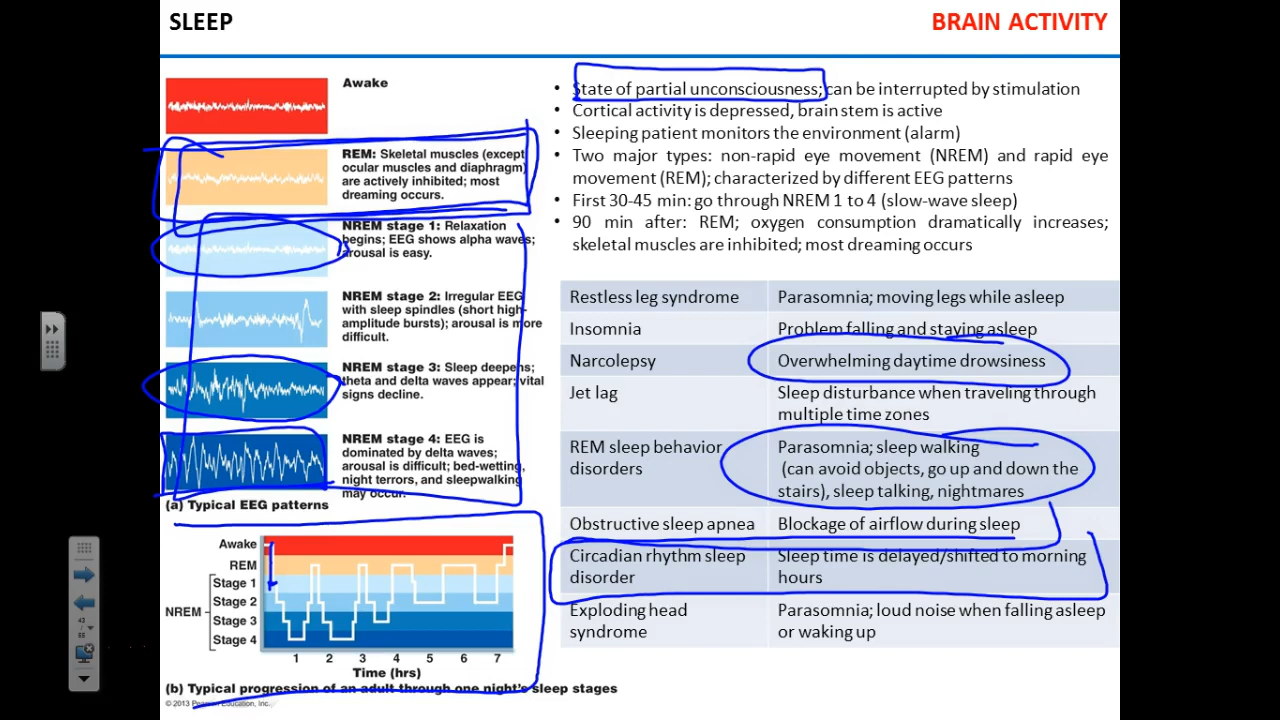 SLEEP
BRAIN ACTIVITY
Awake
REM: Skeletal muscles (except
ocular muscles and diaphragm)
are actively inhibited; most
dreaming occurs.
NREM stage 1: Relaxation
begins; EEG shows alpha waves;
arousal is easy.
NREM stage 2: Irregular EEG
with sleep spindles (short high-
amplitude bursts); arousal is more
difficult.
NREM stage 3: Sleep deepens;
theta and delta waves appear; vital
signs decline.
NREM stage 4: EEG is
dominated by delta waves;
arousal is difficult; bed-wetting,
night terrors, and sleepwalking
may occur.
(a) Typical EEG patterns
Awake
REM
Stage 1
Stage 2
NREM
Stage 3
Stage 4
1 2 3 4 5 6 7
Time (hrs)
(b) Typical progression of an adult through one night's sleep stages
© 2013 Pearson Education, Inc.
• State of partial unconsciousness; can be interrupted by stimulation
• Cortical activity is depressed, brain stem is active
• Sleeping patient monitors the environment (alarm)
• Two major types: non-rapid eye movement (NREM) and rapid eye
movement (REM); characterized by different EEG patterns
• First 30-45 min: go through NREM 1 to 4 (slow-wave sleep)
• 90 min after: REM; oxygen consumption dramatically increases;
skeletal muscles are inhibited; most dreaming occurs
Restless leg syndrome Parasomnia; moving legs while asleep
Insomnia Problem falling and staying asleep
Narcolepsy Overwhelming daytime drowsiness
Jet lag Sleep disturbance when traveling through
multiple time zones
REM sleep behavior Parasomnia; sleep walking
disorders (can avoid objects, go up and down the
stairs), sleep talking, nightmares
Obstructive sleep apnea Blockage of airflow during sleep
Circadian rhythm sleep Sleep time is delayed/shifted to morning
disorder hours
Exploding head Parasomnia; loud noise when falling asleep
syndrome or waking up